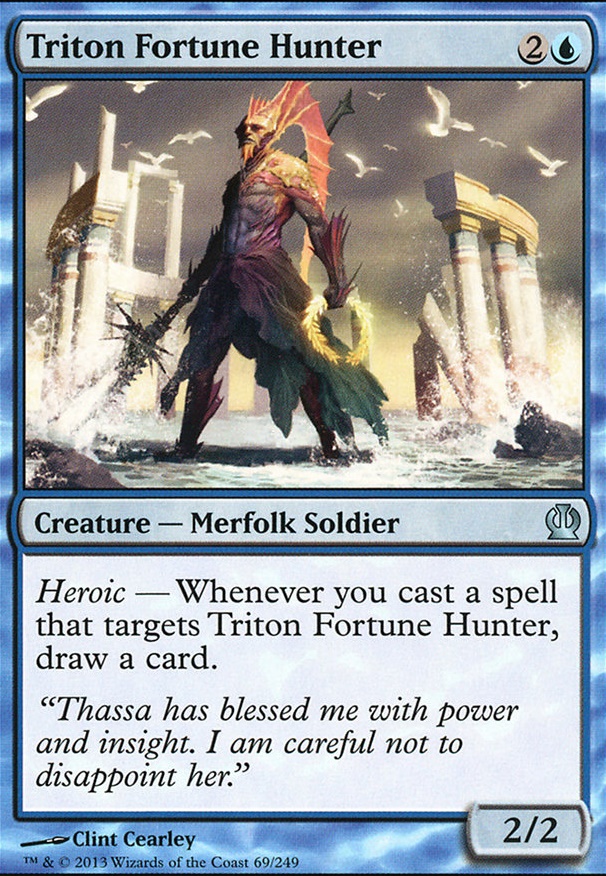 Triton Fortune Hunter 2
Creature — Merfolk Soldier
Heroic — Whenever you cast a spell
that targets Triton Fortune Hunter,
draw a card.
“Thassa has blessed me with power
and insight. I am careful not to
disappoint her.”
2/2
Clint Cearley
™ & © 2013 Wizards of the Coast 69/249